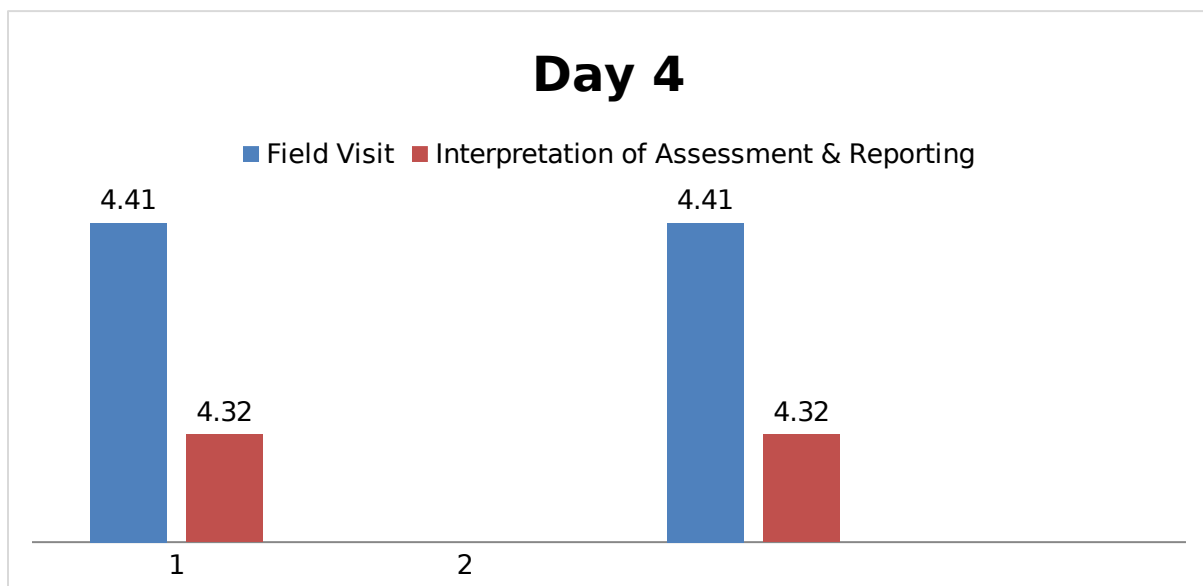 Day 4
Field Visit Interpretation of Assessment & Reporting
4.41 4.41
4.32 4.32
1 2